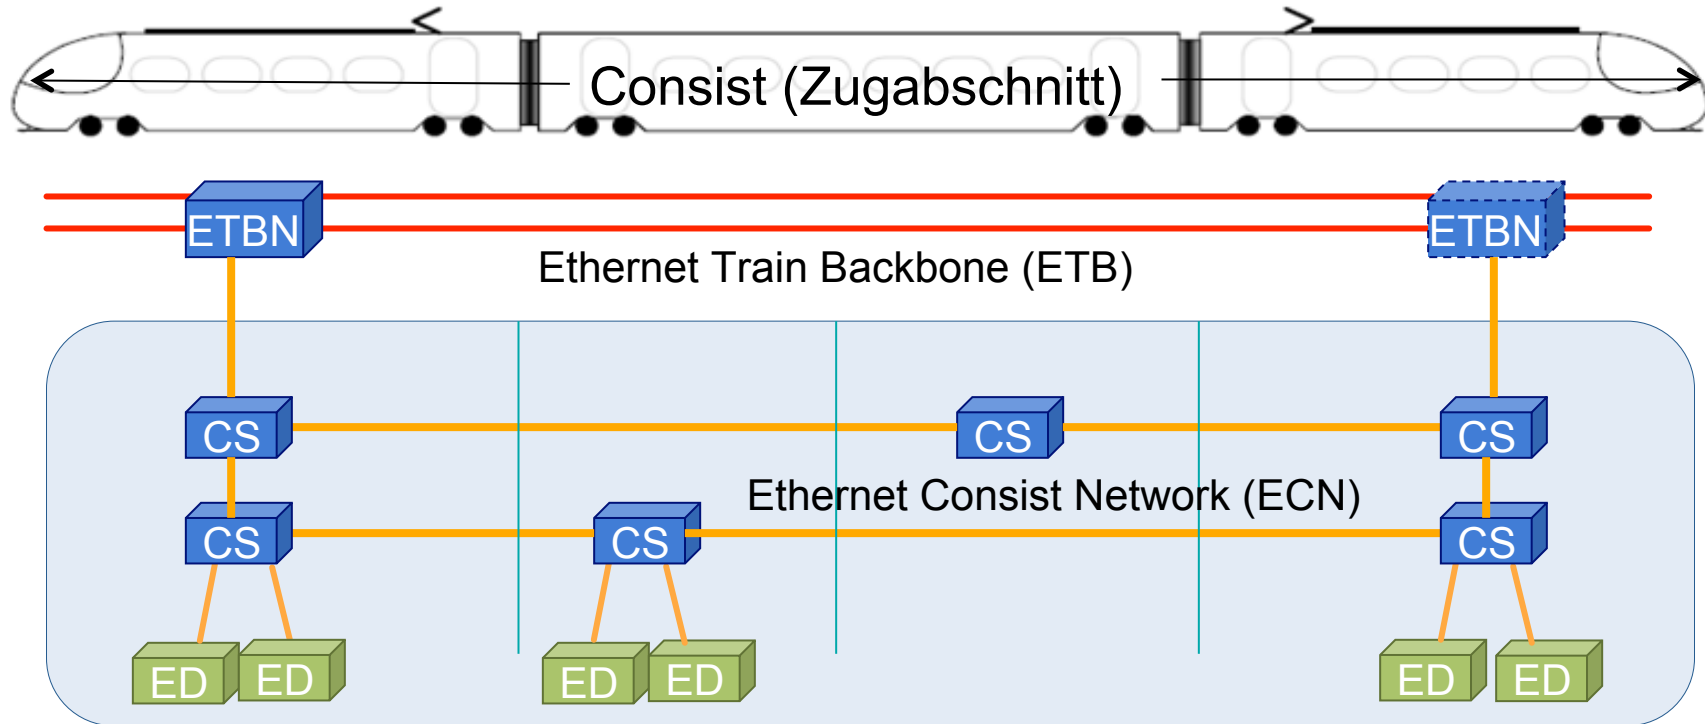 Consist (Zugabschnitt)
ETBN
ETBN
Ethernet Train Backbone (ETB)
CS
CS
CS
Ethernet Consist Network (ECN)
CS
CS
CS
ED
ED
ED
ED
ED
ED